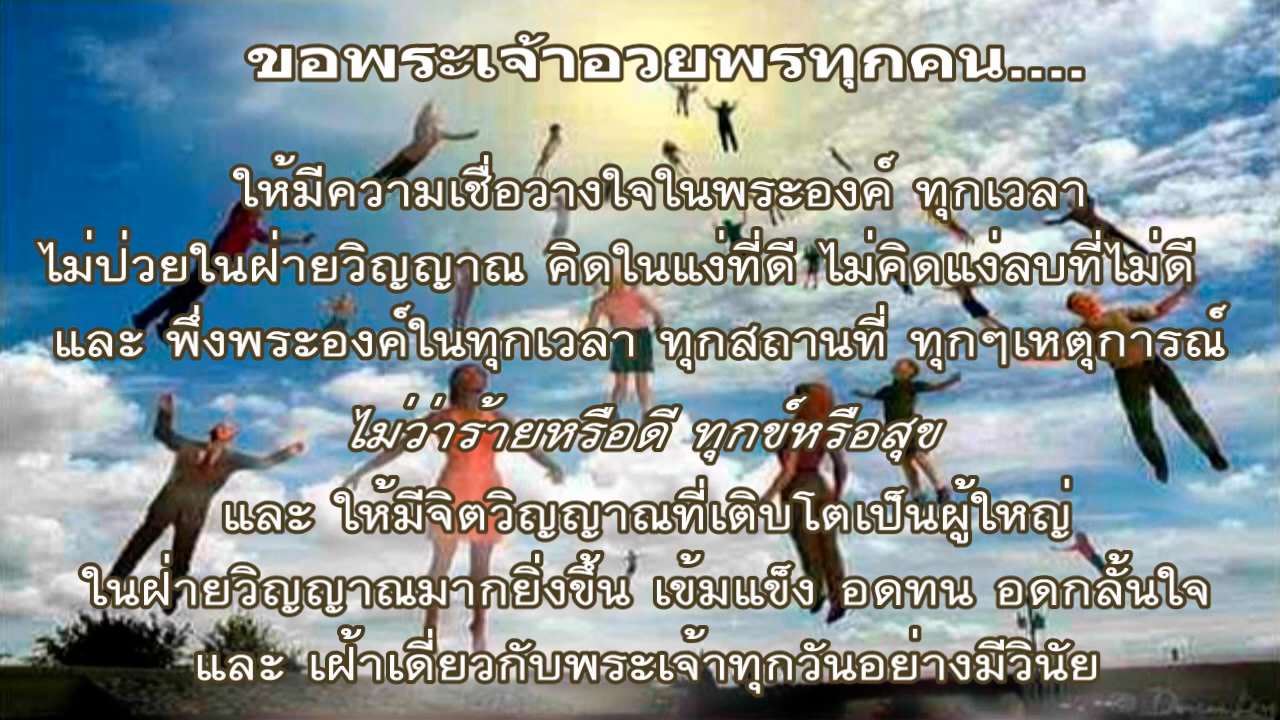 ขอพระเจ้าอวยพรทุกคน....
ให้มีความเชื่อวางใจในพระองค์ ทุกเวลา
ไม่ป่วยในฝ่ายวิญญาณ คิดในแง่ที่ดี ไม่คิดแง่ลบที่ไม่ดี
และ พึ่งพระองค์ในทุกเวลา ทุกสถานที่ ทุกๆเหตุการณ์
ไม่ว่าร้ายหรือดี ทุกข์หรือสุข
และ ให้มีจิตวิญญาณที่เติบโตเป็นผู้ใหญ่
ในฝ่ายวิญญาณมากยิ่งขึ้น เข้มแข็ง อดทน อดกลั้นใจ
และ เฝ้าเดี่ยวกับพระเจ้าทุกวันอย่างมีวินัย